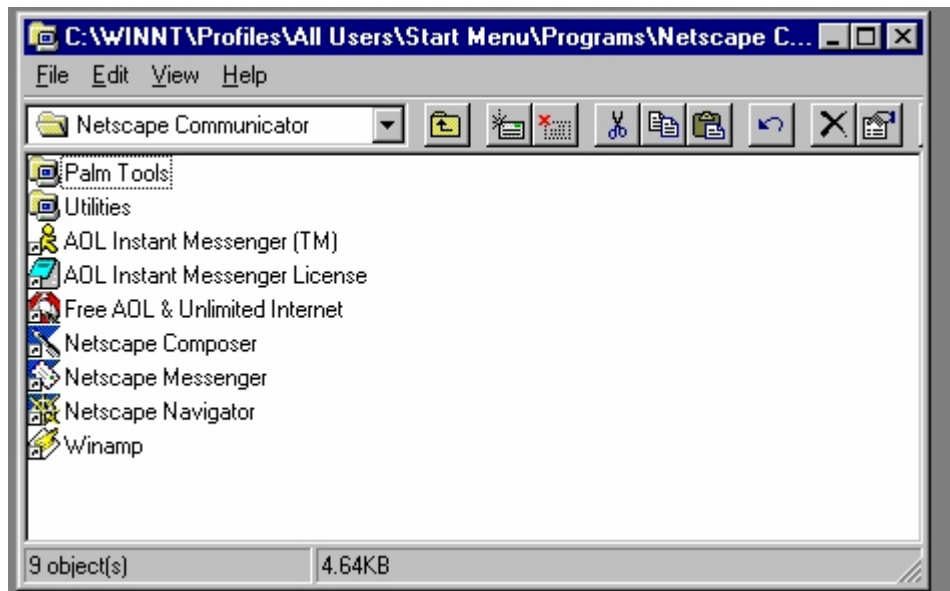 C:\WINNT\Profiles\All Users\Start Menu\Programs\Netscape C...
File Edit View Help
Netscape Communicator
Palm Tools
Utilities
AOL Instant Messenger (TM)
AOL Instant Messenger License
Free AOL & Unlimited Internet
Netscape Composer
Netscape Messenger
Netscape Navigator
Winamp
9 object(s) 4.64KB